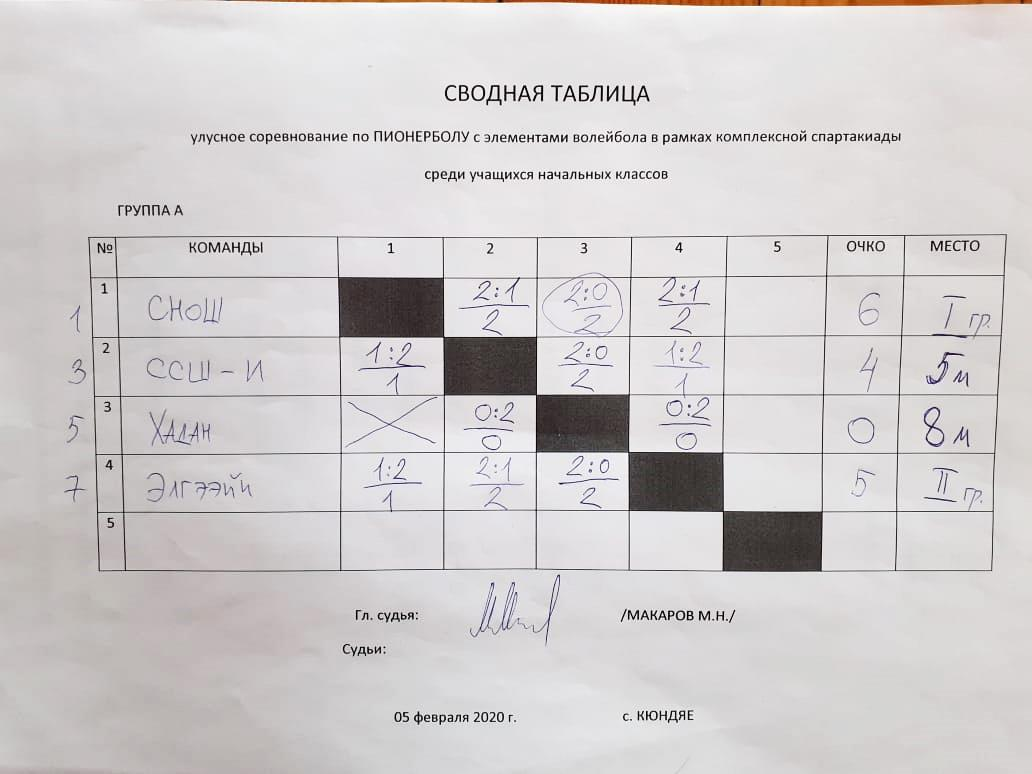 СВОДНАЯ ТАБЛИЦА
улусное соревнование по ПИОНЕРБОЛУ с элементами волейбола в рамках комплексной спартакиады
среди учащихся начальных классов
ГРУППА А
№ КОМАНДЫ 1 2 3 4 5 ОЧКО МЕСТО
1 1 СНОШ 2:1/2 2:0/2 2:1/2 6 I гр.
3 2 ССШ-И 1:2/1 2:0/2 1:2/1 4 5 м
5 3 Хадан 0:2/0 0:2/0 0 8 м
7 4 Элгээйи 1:2/1 2:1/2 2:0/2 5 II гр.
5
Гл. судья: /МАКАРОВ М.Н./
Судьи:
05 февраля 2020 г. с. КЮНДЯЕ